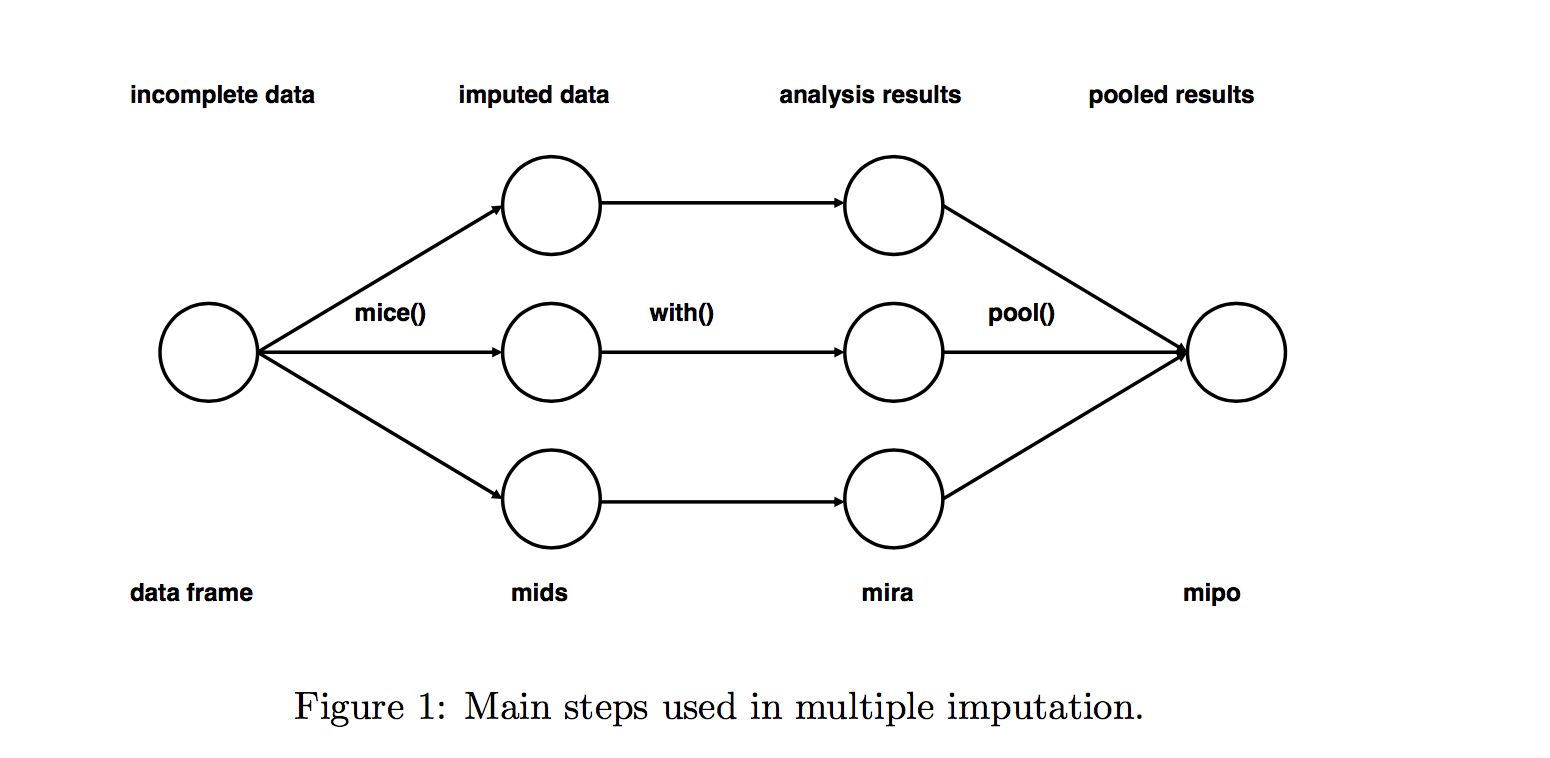 incomplete data
imputed data
analysis results
pooled results
mice()
with()
pool()
data frame
mids
mira
mipo
Figure 1: Main steps used in multiple imputation.